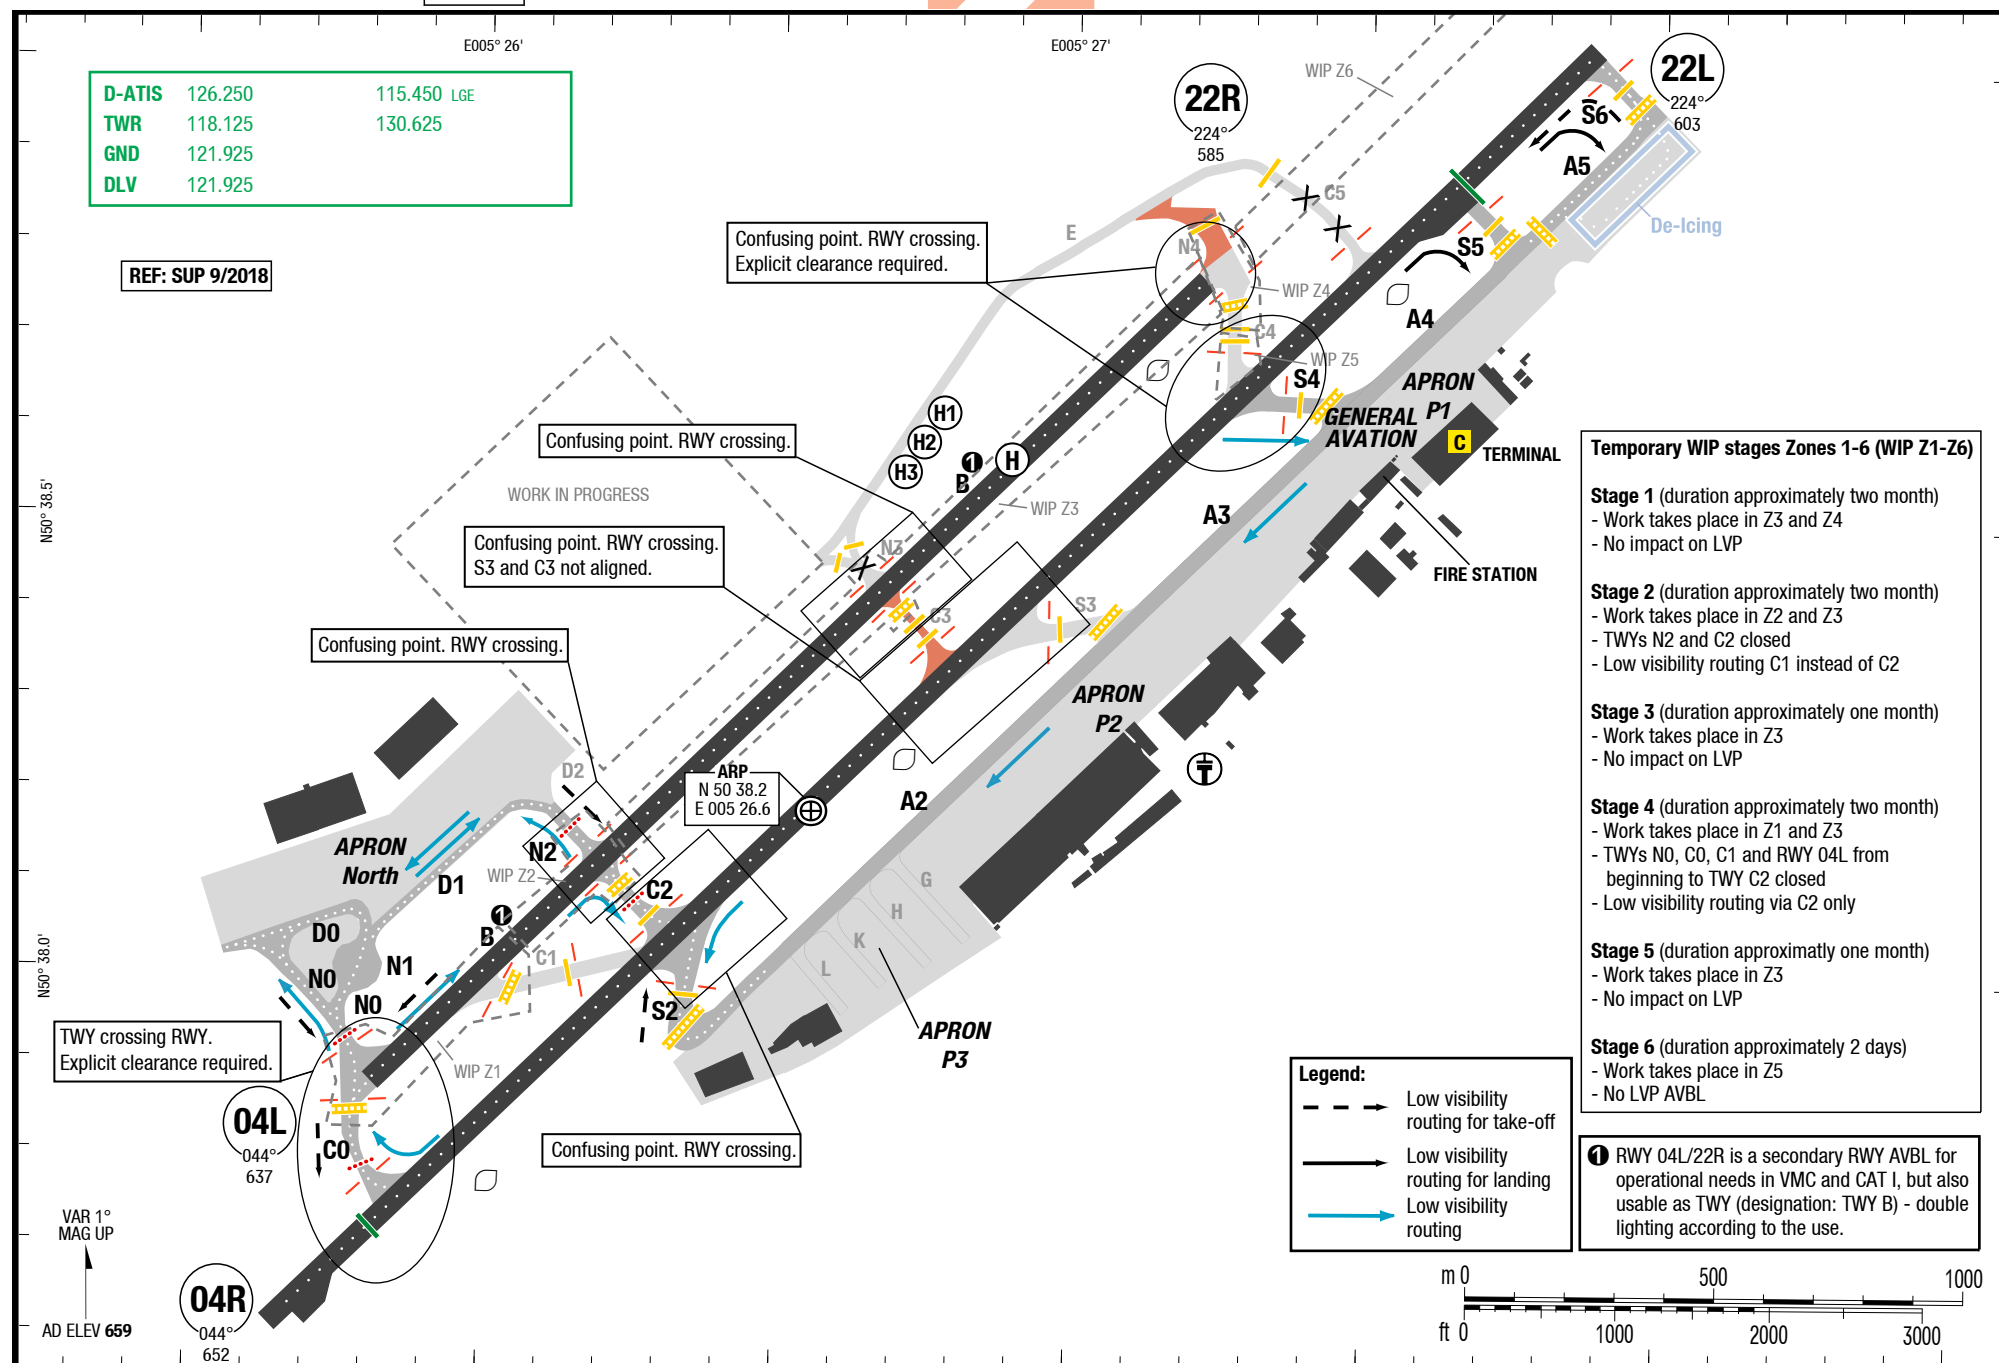 E005° 26'
E005° 27'
D-ATIS 126.250 115.450 LGE
TWR 118.125 130.625
GND 121.925
DLV 121.925
REF: SUP 9/2018
22R
224°
585
22L
224°
603
WIP Z6
S6
A5
C5
De-Icing
S5
A4
E
N4
WIP Z4
C4
WIP Z5
S4
Confusing point. RWY crossing.
Explicit clearance required.
APRON
P1
GENERAL
AVATION
C
TERMINAL
FIRE STATION
H1
H2
H3
1
B
H
WIP Z3
A3
Confusing point. RWY crossing.
WORK IN PROGRESS
Confusing point. RWY crossing.
S3 and C3 not aligned.
N3
C3
S3
N50° 38.5'
Confusing point. RWY crossing.
APRON
P2
D2
ARP
N 50 38.2
E 005 26.6
A2
APRON
North
D1
N2
WIP Z2
C2
G
H
K
L
1
B
C1
D0
N0
N1
N0
N50° 38.0'
S2
APRON
P3
TWY crossing RWY.
Explicit clearance required.
WIP Z1
04L
044°
637
C0
Confusing point. RWY crossing.
VAR 1°
MAG UP
AD ELEV 659
04R
044°
652
Temporary WIP stages Zones 1-6 (WIP Z1-Z6)
Stage 1 (duration approximately two month)
- Work takes place in Z3 and Z4
- No impact on LVP
Stage 2 (duration approximately two month)
- Work takes place in Z2 and Z3
- TWYs N2 and C2 closed
- Low visibility routing C1 instead of C2
Stage 3 (duration approximately one month)
- Work takes place in Z3
- No impact on LVP
Stage 4 (duration approximately two month)
- Work takes place in Z1 and Z3
- TWYs N0, C0, C1 and RWY 04L from
beginning to TWY C2 closed
- Low visibility routing via C2 only
Stage 5 (duration approximatly one month)
- Work takes place in Z3
- No impact on LVP
Stage 6 (duration approximately 2 days)
- Work takes place in Z5
- No LVP AVBL
Legend:
Low visibility
routing for take-off
Low visibility
routing for landing
Low visibility
routing
1 RWY 04L/22R is a secondary RWY AVBL for
operational needs in VMC and CAT I, but also
usable as TWY (designation: TWY B) - double
lighting according to the use.
m 0 500 1000
ft 0 1000 2000 3000